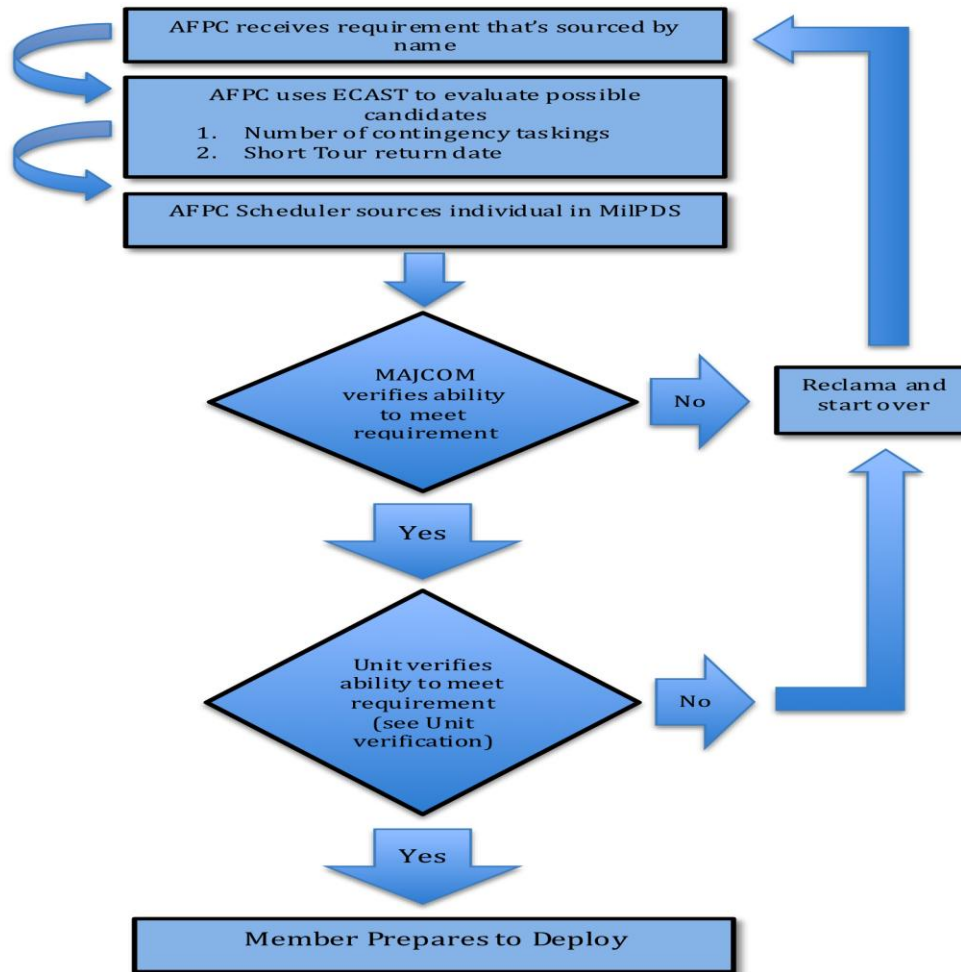 AFPC receives requirement that's sourced by
name
AFPC uses ECAST to evaluate possible
candidates
1. Number of contingency taskings
2. Short Tour return date
AFPC Scheduler sources individual in MilPDS
MAJCOM
verifies ability
to meet
requirement
No
Reclama and
start over
Yes
Unit verifies
ability to meet
requirement
(see Unit
verification)
No
Yes
Member Prepares to Deploy